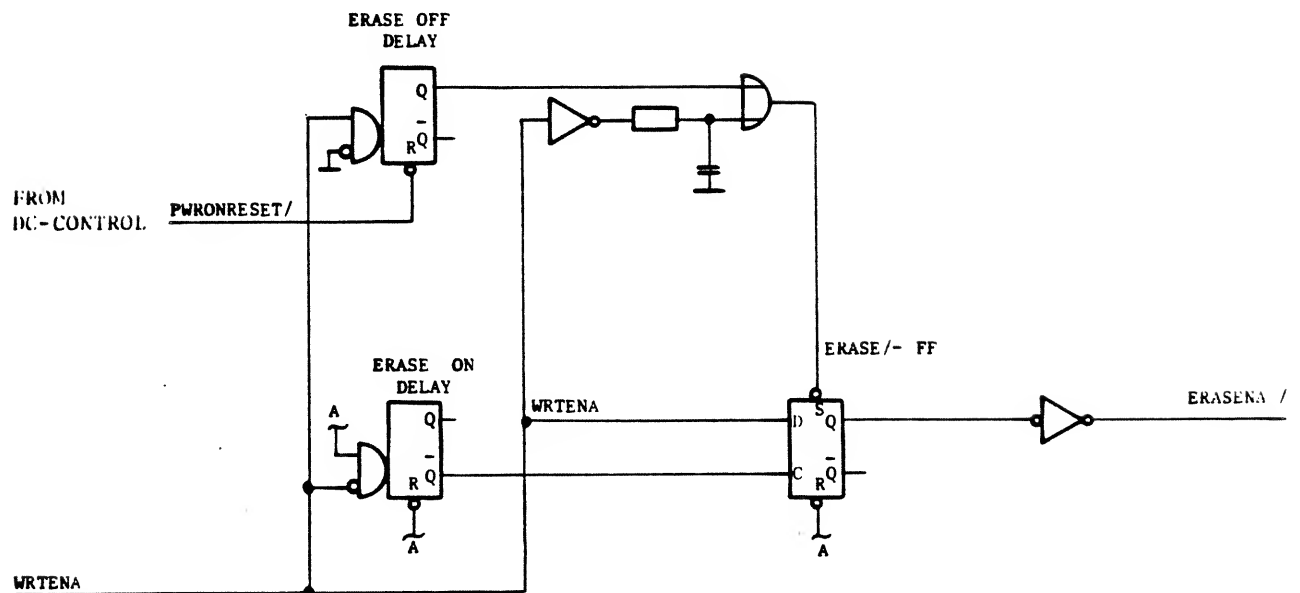 ERASE OFF
DELAY
Q
Q
R
FROM
DC-CONTROL
PWRONRESET/
ERASE/- FF
ERASE ON
DELAY
A
Q
Q
R
A
WRTENA
D
S
Q
C
Q
R
A
ERASENA /
WRTENA